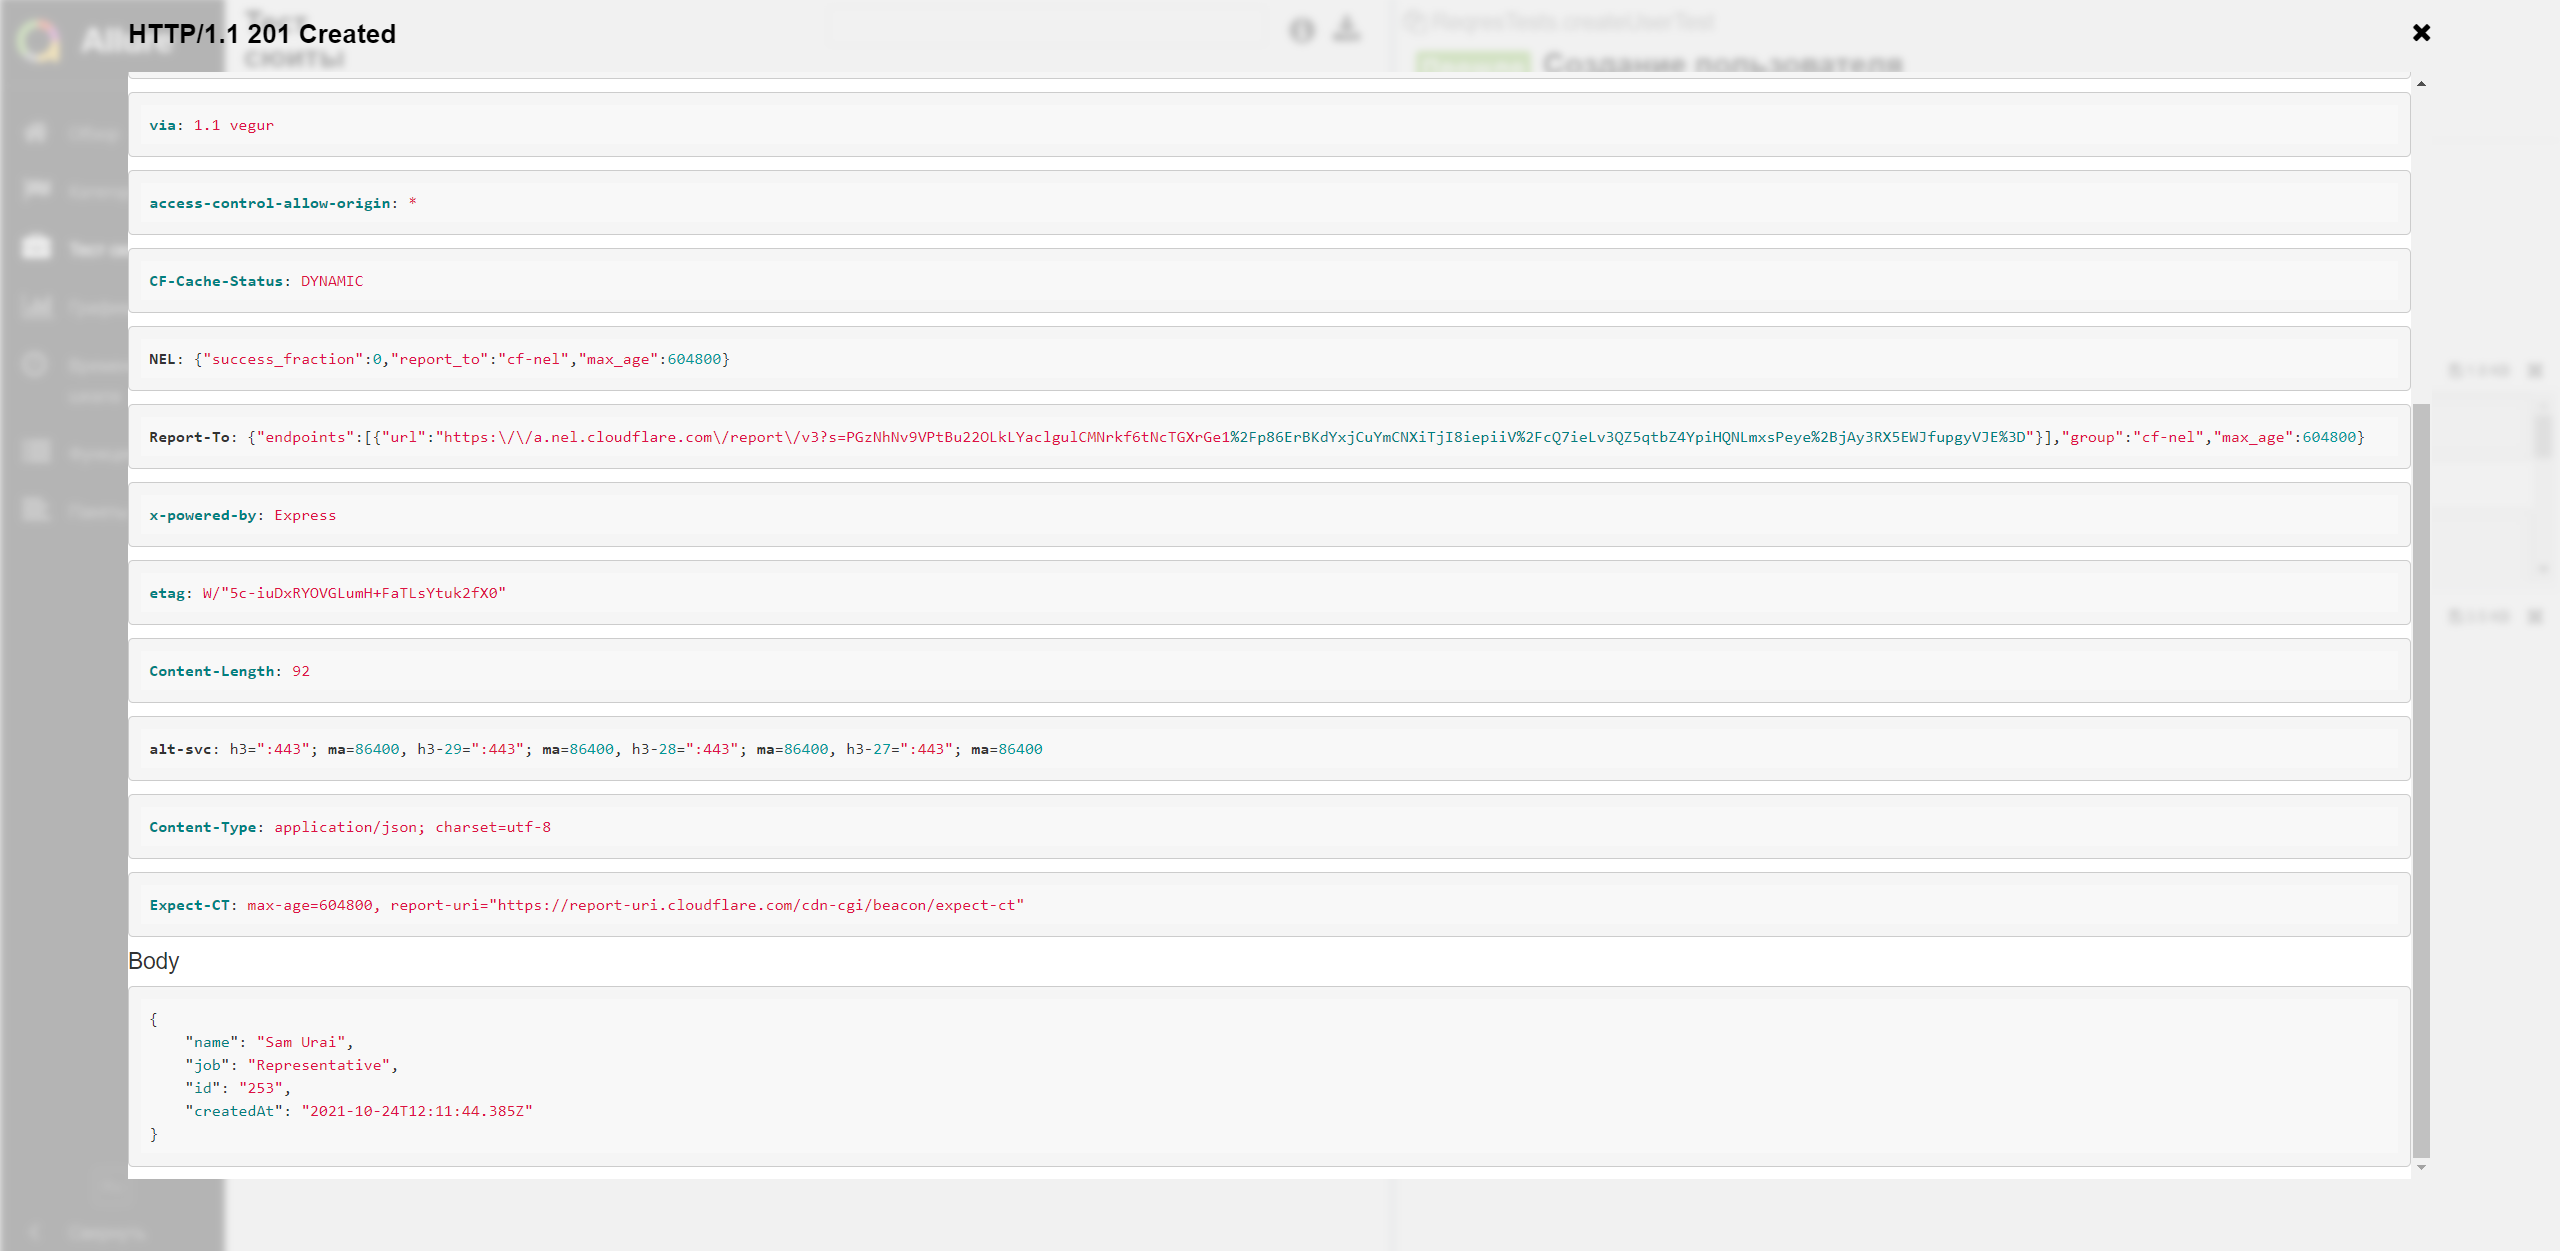 HTTP/1.1 201 Created
Тест
сюиты
ReqresTests.createUserTest
Создание пользователя
via: 1.1 vegur
access-control-allow-origin: *
CF-Cache-Status: DYNAMIC
NEL: {"success_fraction":0,"report_to":"cf-nel","max_age":604800}
Report-To: {"endpoints":[{"url":"https:\/\/a.nel.cloudflare.com\/report\/v3?s=PGzNhNv9VPtBu22OLkLYaclgulCMNrkf6tNcTGXrGe1%2Fp86ErBKdYxjCuYmCNXiTjI8iepiiV%2FcQ7ieLv3QZ5qtbZ4YpiHQNLmxsPeye%2BjAy3RX5EWJfupgyVJE%3D"}],"group":"cf-nel","max_age":604800}
x-powered-by: Express
etag: W/"5c-iuDxRYOVGLumH+FaTLsYtuk2fX0"
Content-Length: 92
alt-svc: h3=":443"; ma=86400, h3-29=":443"; ma=86400, h3-28=":443"; ma=86400, h3-27=":443"; ma=86400
Content-Type: application/json; charset=utf-8
Expect-CT: max-age=604800, report-uri="https://report-uri.cloudflare.com/cdn-cgi/beacon/expect-ct"
Body
{
    "name": "Sam Urai",
    "job": "Representative",
    "id": "253",
    "createdAt": "2021-10-24T12:11:44.385Z"
}